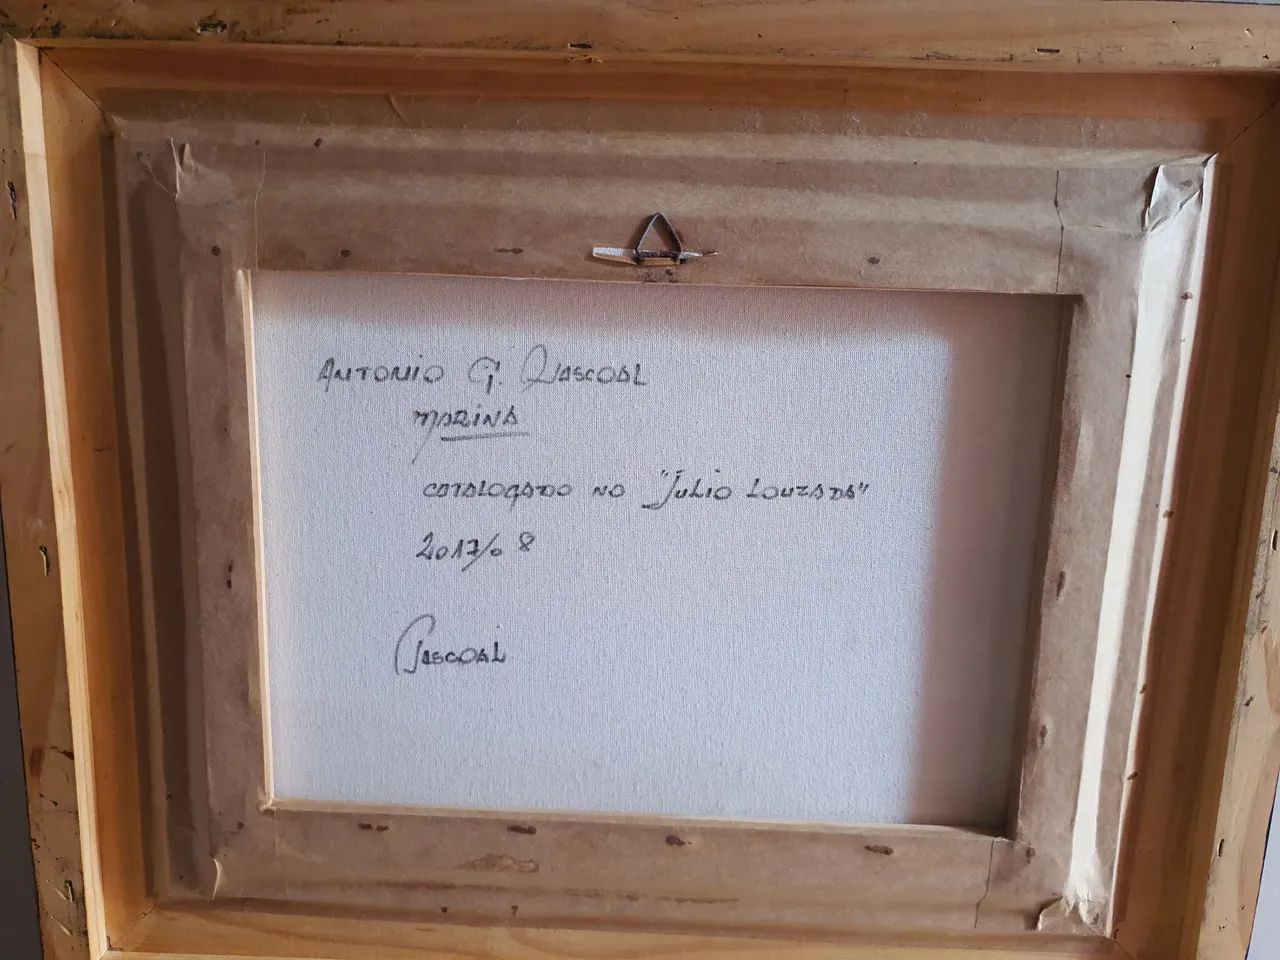 ANTONIO G. PASCOAL
MARINA
CATALOGADO NO "JULIO LOUZADA"
2017/08
PASCOAL